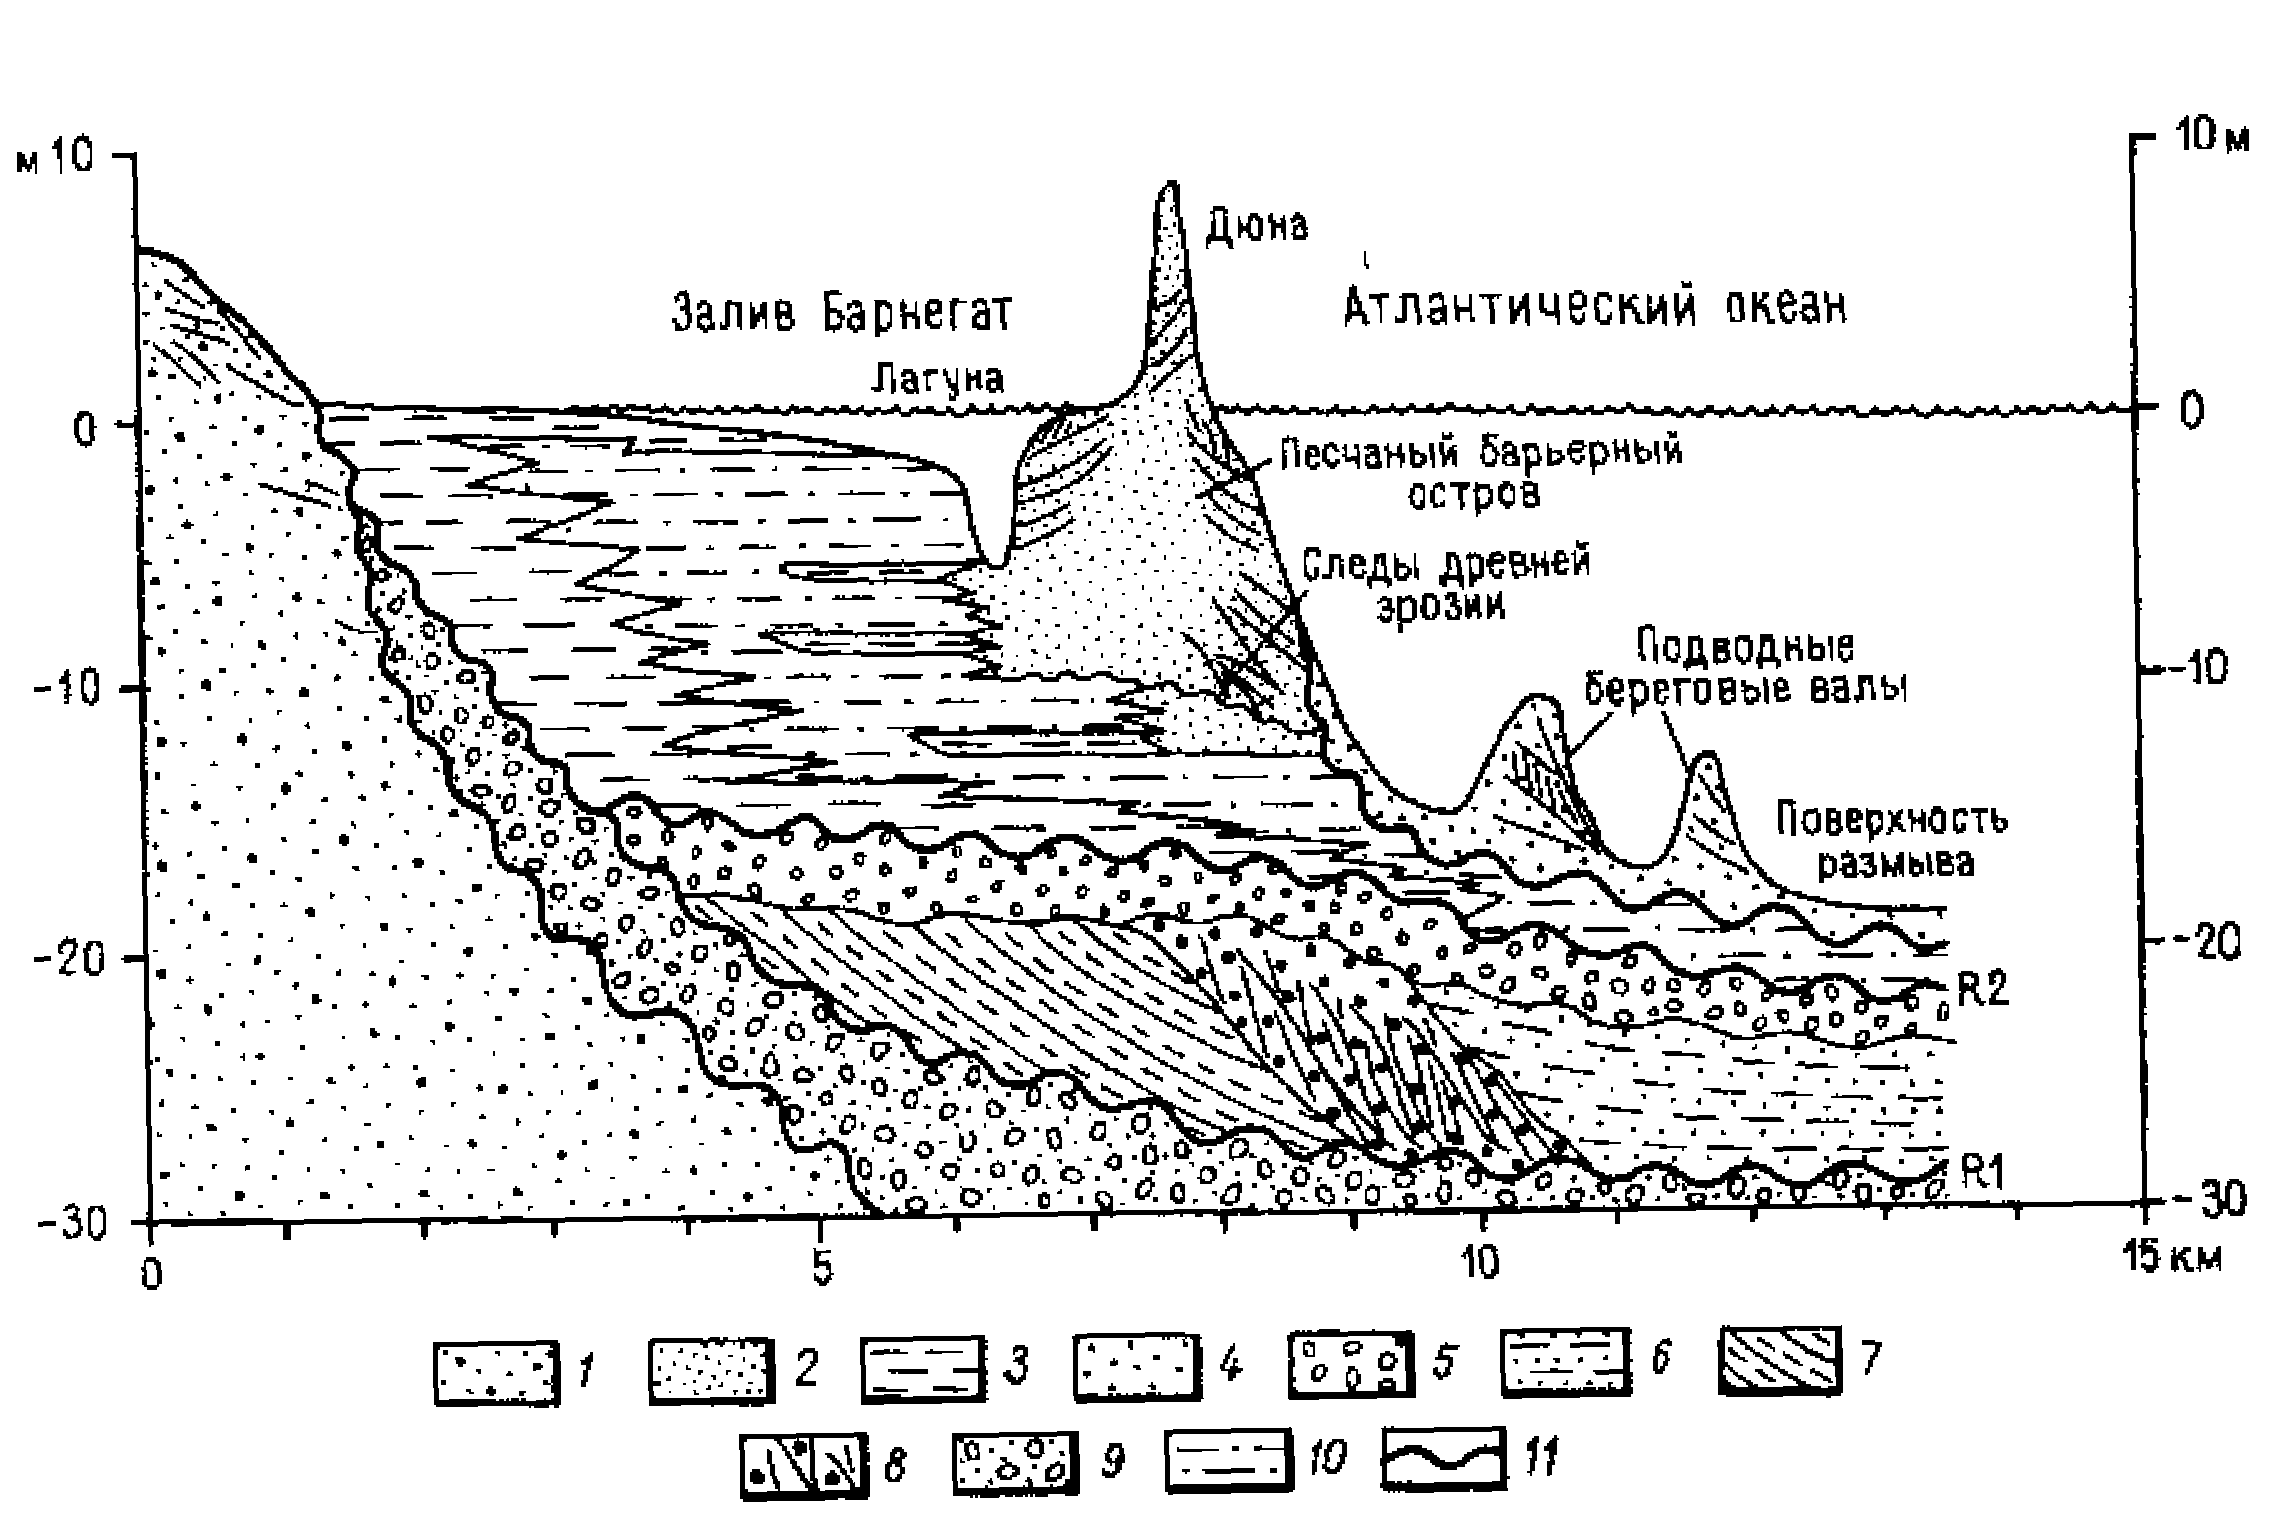 м 10
10 м
Дюна
Залив Барнегат
Атлантический океан
Лагуна
0
0
Песчаный барьерный
остров
Следы древней
эрозии
Подводные
береговые валы
-10
-10
Поверхность
размыва
-20
-20
R2
R1
-30
-30
0
5
10
15 км
1
2
3
4
5
6
7
8
9
10
11